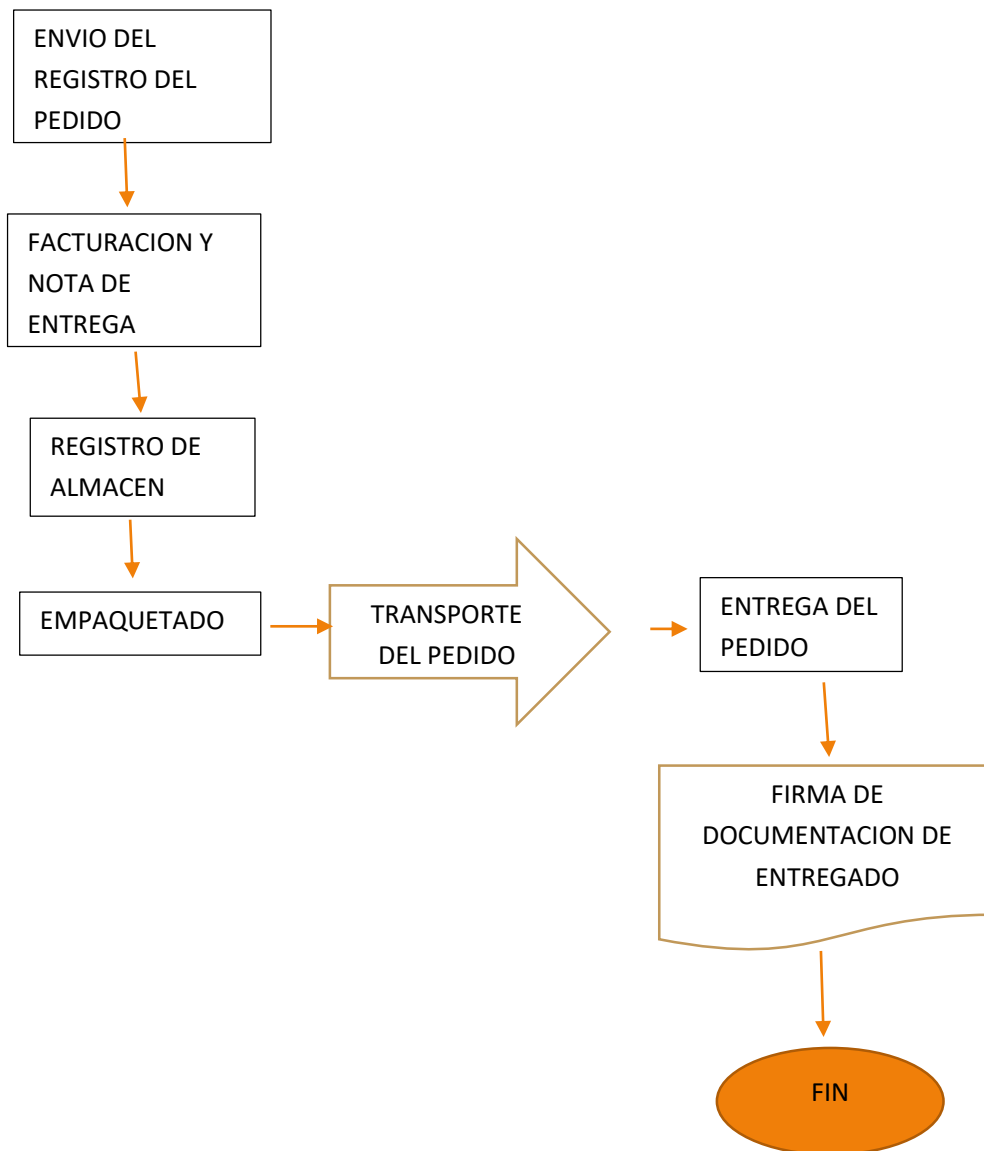 ENVIO DEL
REGISTRO DEL
PEDIDO
FACTURACION Y
NOTA DE
ENTREGA
REGISTRO DE
ALMACEN
EMPAQUETADO
TRANSPORTE
DEL PEDIDO
ENTREGA DEL
PEDIDO
FIRMA DE
DOCUMENTACION DE
ENTREGADO
FIN